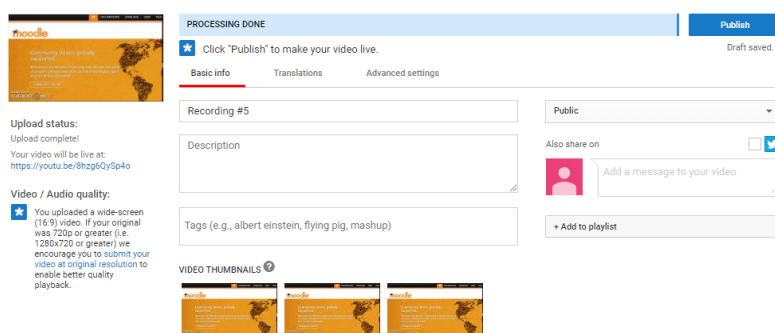 moodle
PROCESSING DONE
Publish
Click "Publish" to make your video live.
Draft saved.
Basic info
Translations
Advanced settings
Recording #5
Public
Upload status:
Upload complete!
Description
Also share on
Your video will be live at:
https://youtu.be/8hzg6QySp4o
Add a message to your video
Video / Audio quality:
You uploaded a wide-screen
(16:9) video. If your original
was 720p or greater (i.e.
1280x720 or greater) we
encourage you to submit your
video at original resolution to
enable better quality
playback.
Tags (e.g., albert einstein, flying pig, mashup)
+ Add to playlist
VIDEO THUMBNAILS ?
moodle
moodle
moodle